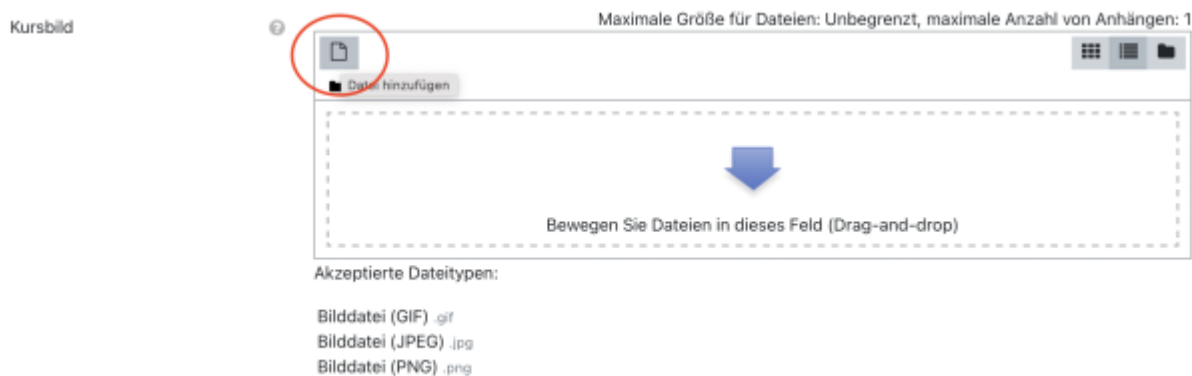 Kursbild
Maximale Größe für Dateien: Unbegrenzt, maximale Anzahl von Anhängen: 1
Datei hinzufügen
Bewegen Sie Dateien in dieses Feld (Drag-and-drop)
Akzeptierte Dateitypen:
Bilddatei (GIF) .gif
Bilddatei (JPEG) .jpg
Bilddatei (PNG) .png